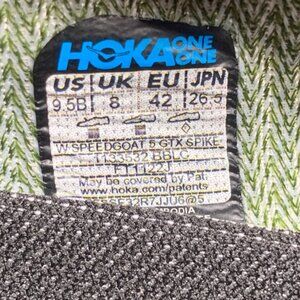 HOKA ONE ONE
US UK EU JPN
9.5B 8 42 26.5
W SPEEDGOAT 5 GTX SPIKE
1133532 BBLC
May be covered by Pat.
www.hoka.com/patents